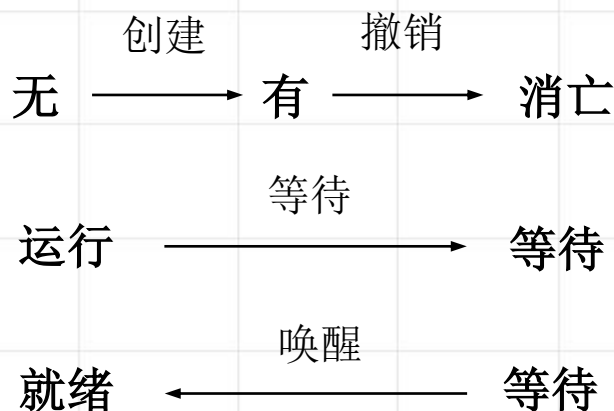 创建 撤销
无 有 消亡
等待
运行 等待
唤醒
就绪 等待